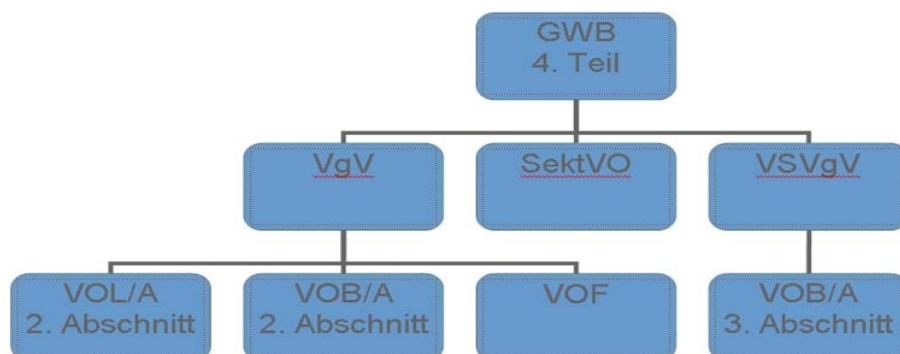 GWB
4. Teil
VgV
SektVO
VSVgV
VOL/A
2. Abschnitt
VOB/A
2. Abschnitt
VOF
VOB/A
3. Abschnitt